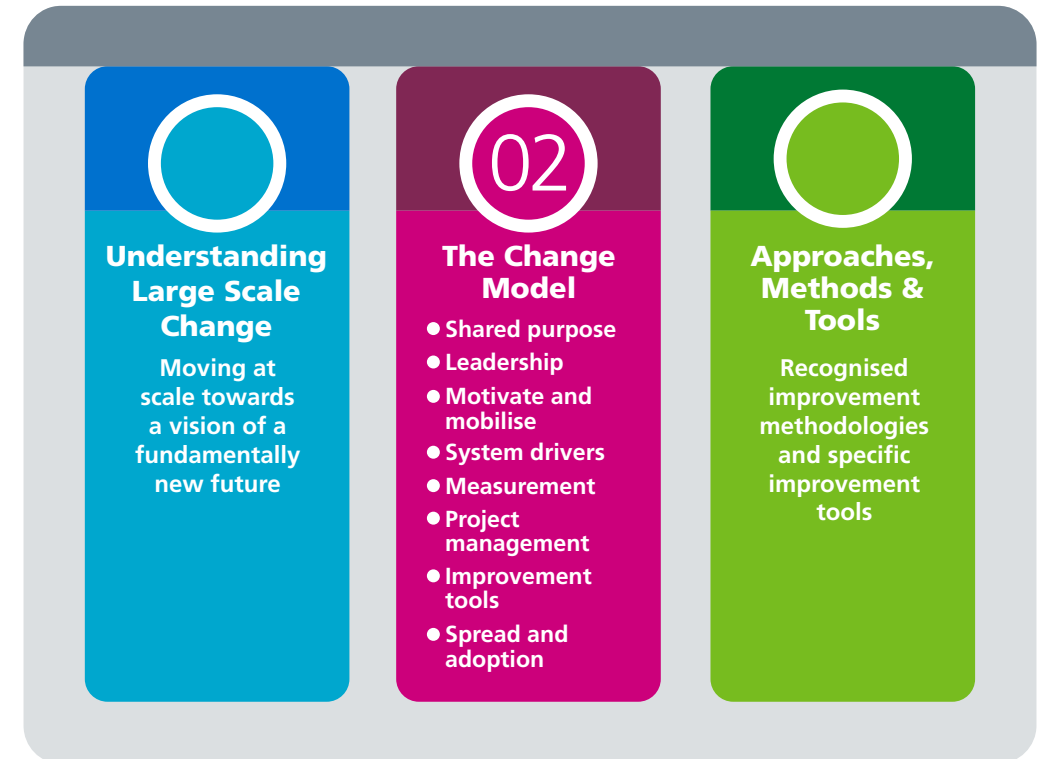 Understanding
Large Scale
Change
Moving at
scale towards
a vision of a
fundamentally
new future
02
The Change
Model
● Shared purpose
● Leadership
● Motivate and
mobilise
● System drivers
● Measurement
● Project
management
● Improvement
tools
● Spread and
adoption
Approaches,
Methods &
Tools
Recognised
improvement
methodologies
and specific
improvement
tools